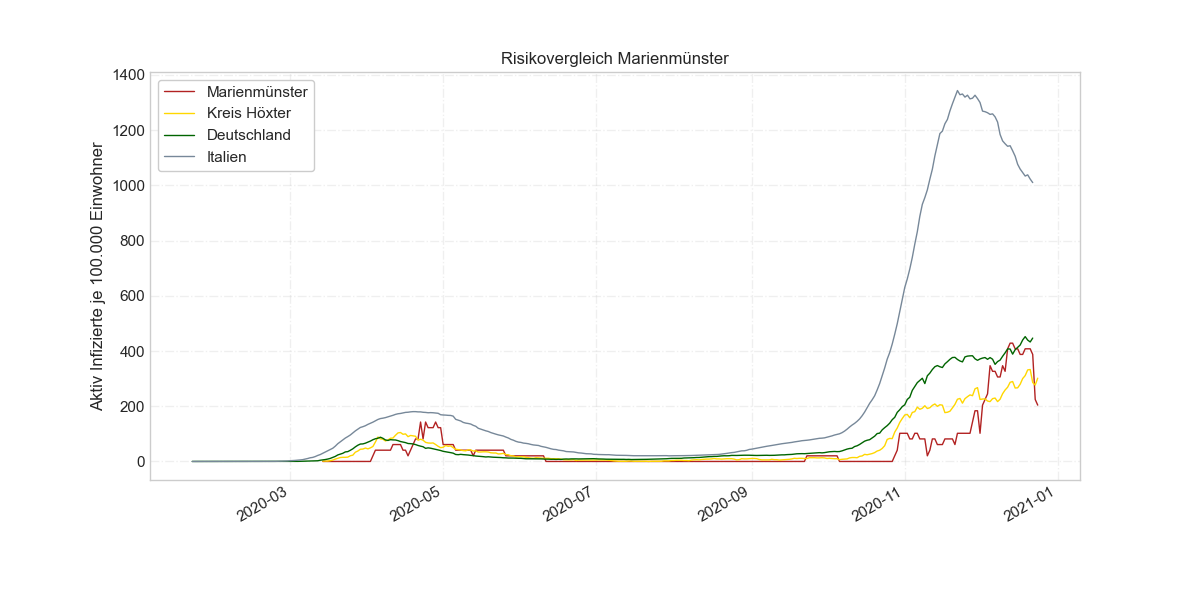 Risikovergleich Marienmünster
Aktiv Infizierte je 100.000 Einwohner
1400
1200
1000
800
600
400
200
0
Marienmünster
Kreis Höxter
Deutschland
Italien
2020-03
2020-05
2020-07
2020-09
2020-11
2021-01